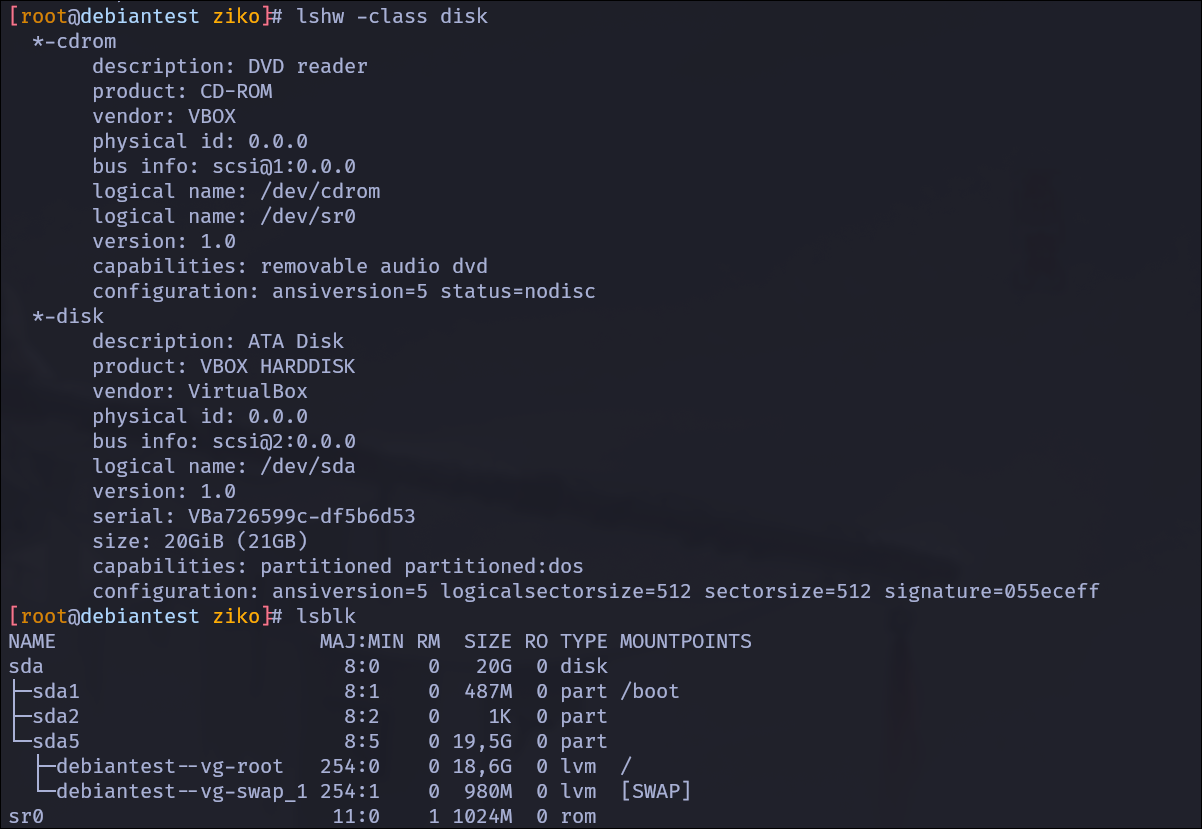 [root@debiantest ziko]# lshw -class disk
  *-cdrom
       description: DVD reader
       product: CD-ROM
       vendor: VBOX
       physical id: 0.0.0
       bus info: scsi@1:0.0.0
       logical name: /dev/cdrom
       logical name: /dev/sr0
       version: 1.0
       capabilities: removable audio dvd
       configuration: ansiversion=5 status=nodisc
  *-disk
       description: ATA Disk
       product: VBOX HARDDISK
       vendor: VirtualBox
       physical id: 0.0.0
       bus info: scsi@2:0.0.0
       logical name: /dev/sda
       version: 1.0
       serial: VBa726599c-df5b6d53
       size: 20GiB (21GB)
       capabilities: partitioned partitioned:dos
       configuration: ansiversion=5 logicalsectorsize=512 sectorsize=512 signature=055eceff
[root@debiantest ziko]# lsblk
NAME                      MAJ:MIN RM  SIZE RO TYPE MOUNTPOINTS
sda                         8:0    0   20G  0 disk
├─sda1                      8:1    0  487M  0 part /boot
├─sda2                      8:2    0    1K  0 part
└─sda5                      8:5    0 19,5G  0 part
  ├─debiantest--vg-root   254:0    0 18,6G  0 lvm  /
  └─debiantest--vg-swap_1 254:1    0  980M  0 lvm  [SWAP]
sr0                        11:0    1 1024M  0 rom